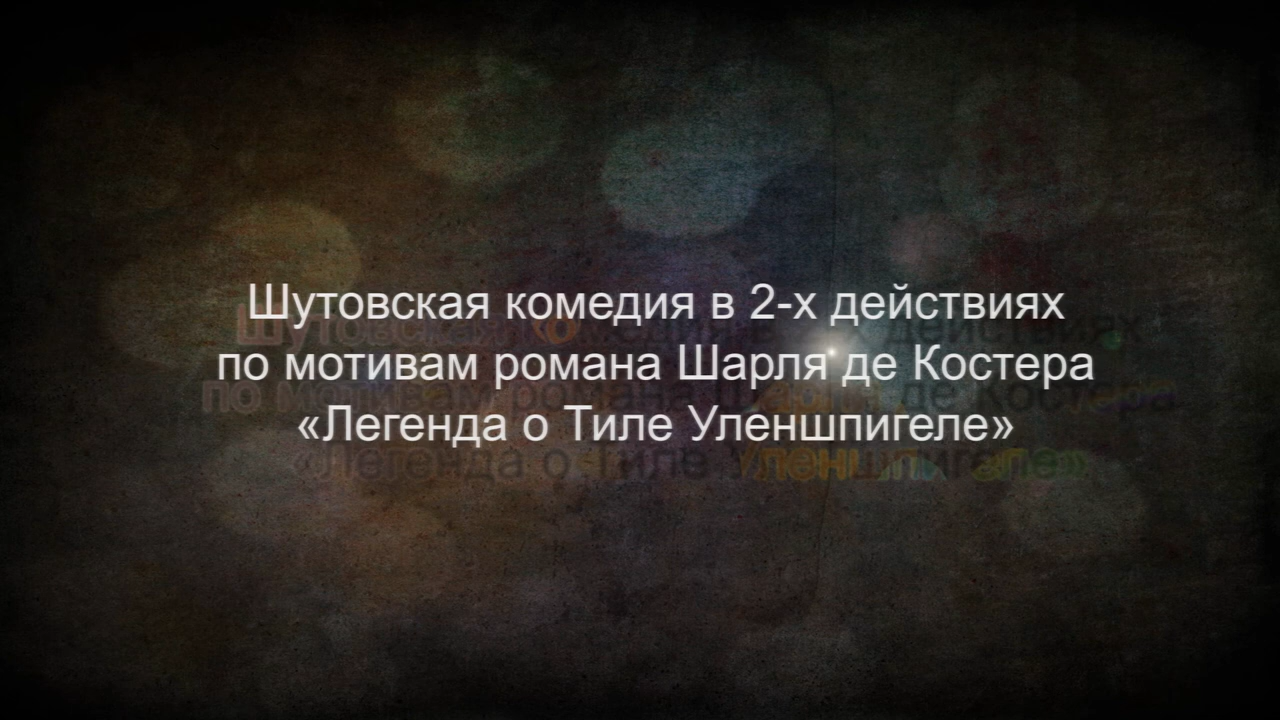 Шутовская комедия в 2-х действиях
по мотивам романа Шарля де Костера
«Легенда о Тиле Уленшпигеле»